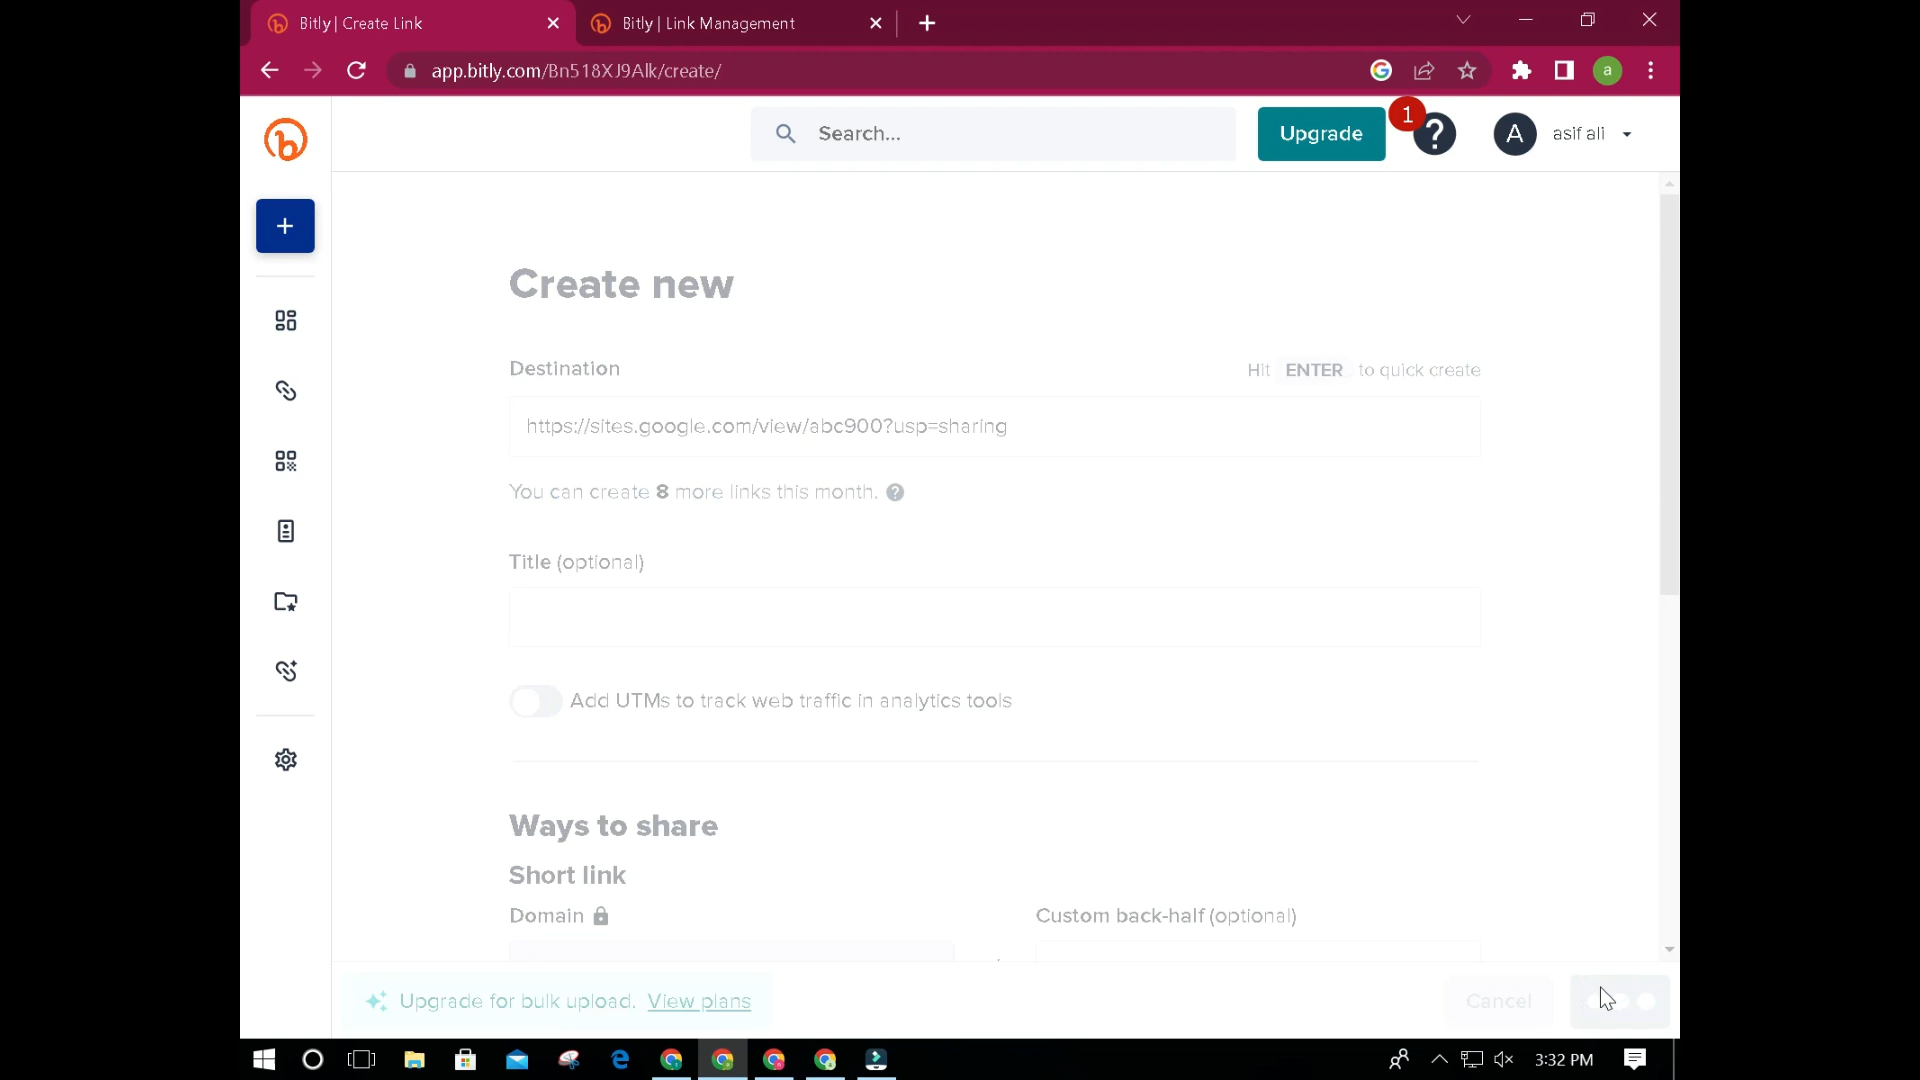 Bitly | Create Link
Bitly | Link Management
app.bitly.com/Bn518XJ9Alk/create/
a
Search...
Upgrade
1
?
A
asif ali
Create new
Destination
Hit ENTER to quick create
https://sites.google.com/view/abc900?usp=sharing
You can create 8 more links this month.
Title (optional)
Add UTMs to track web traffic in analytics tools
Ways to share
Short link
Domain
Custom back-half (optional)
Upgrade for bulk upload. View plans
Cancel
3:32 PM